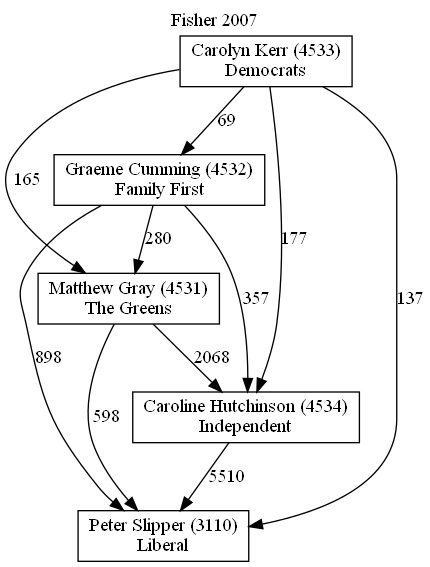 Fisher 2007
Carolyn Kerr (4533)
Democrats
69
Graeme Cumming (4532)
Family First
165
280
177
Matthew Gray (4531)
The Greens
357
137
898
2068
598
Caroline Hutchinson (4534)
Independent
5510
Peter Slipper (3110)
Liberal